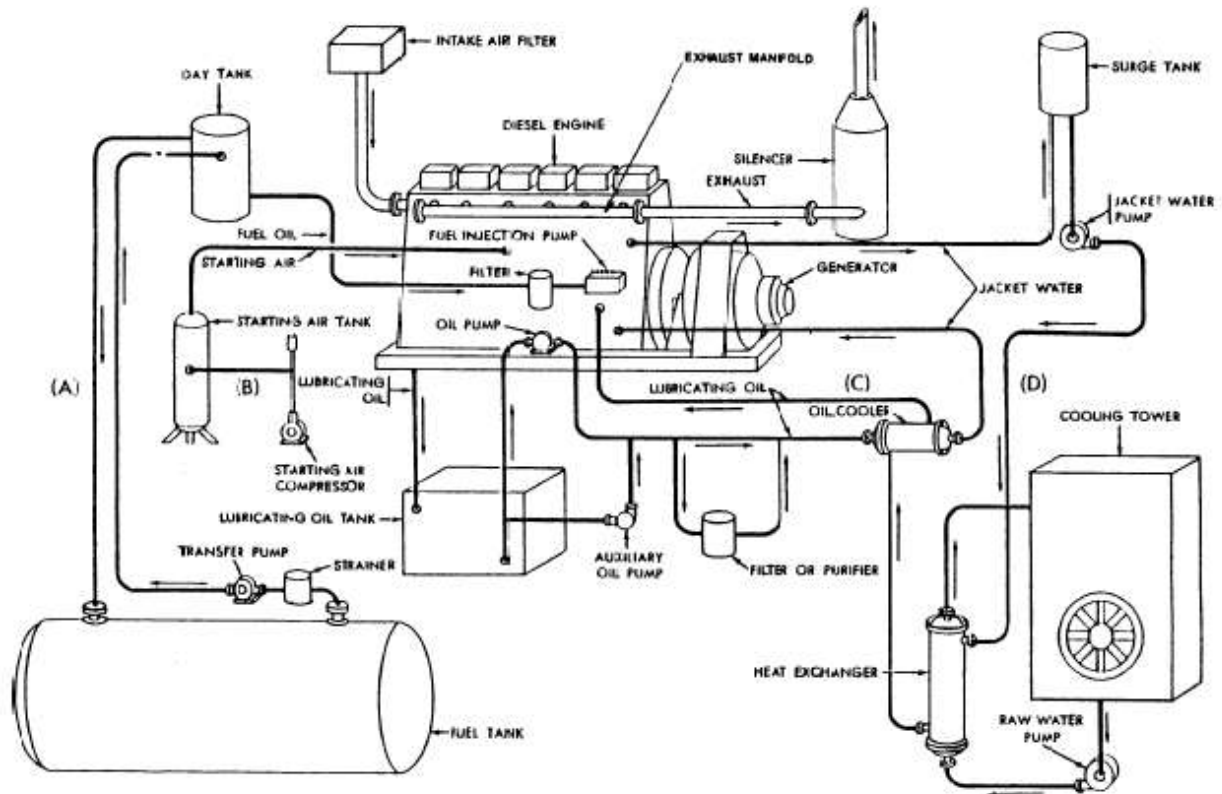 INTAKE AIR FILTER
EXHAUST MANIFOLD
DAY TANK
SURGE TANK
DIESEL ENGINE
SILENCER
EXHAUST
JACKET WATER
PUMP
FUEL OIL
FUEL INJECTION PUMP
STARTING AIR
FILTER
GENERATOR
JACKET WATER
STARTING AIR TANK
OIL PUMP
(A)
(B)
LUBRICATING
OIL
LUBRICATING OIL
(C)
(D)
OIL COOLER
COOLING TOWER
STARTING AIR
COMPRESSOR
LUBRICATING OIL TANK
TRANSFER PUMP
STRAINER
AUXILIARY
OIL PUMP
FILTER OR PURIFIER
HEAT EXCHANGER
RAW WATER
PUMP
FUEL TANK